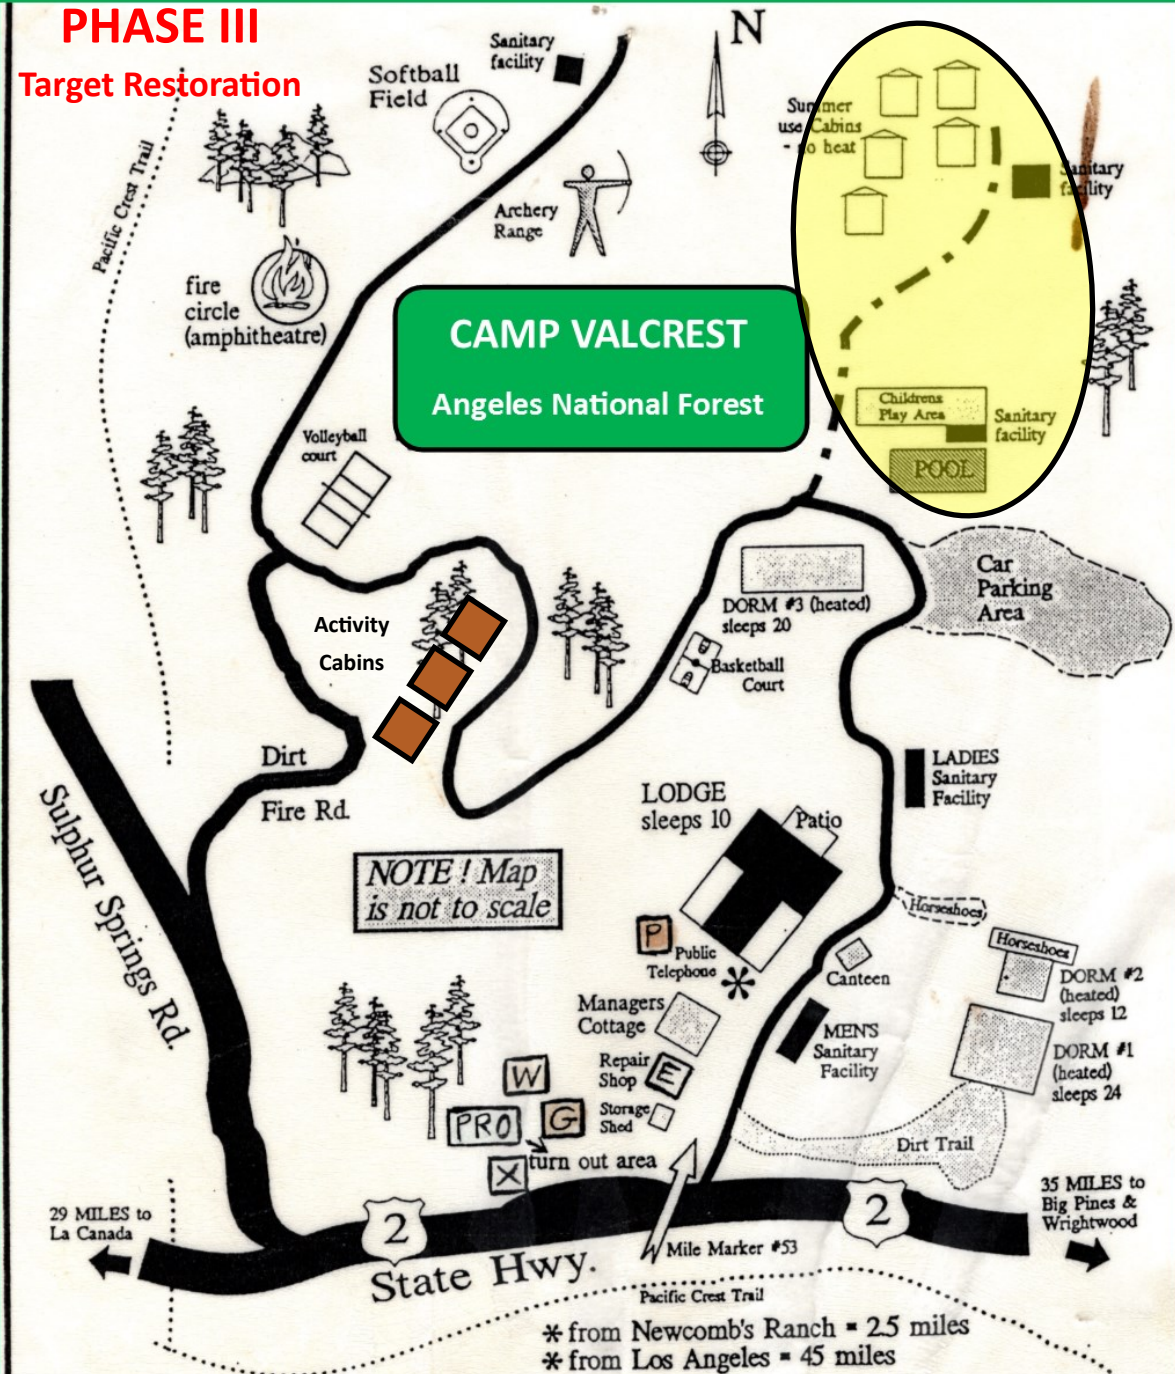 PHASE III
Target Restoration
N
Sanitary
facility
Softball
Field
Summer
use Cabins
- no heat
Sanitary
facility
Pacific Crest Trail
Archery
Range
fire
circle
(amphitheatre)
CAMP VALCREST
Angeles National Forest
Childrens
Play Area
Sanitary
facility
POOL
Volleyball
court
Car
Parking
Area
DORM #3 (heated)
sleeps 20
Activity
Cabins
Basketball
Court
Dirt
Fire Rd.
LADIES
Sanitary
Facility
LODGE
sleeps 10
Patio
Sulphur Springs Rd.
NOTE ! Map
is not to scale
Horseshoes
Horseshoes
P
Public
Telephone
*
Canteen
DORM #2
(heated)
sleeps 12
Managers
Cottage
MEN'S
Sanitary
Facility
DORM #1
(heated)
sleeps 24
Repair
Shop
E
W
Storage
Shed
PRO
G
Dirt Trail
turn out area
X
29 MILES to
La Canada
2
2
35 MILES to
Big Pines &
Wrightwood
State Hwy.
Mile Marker #53
Pacific Crest Trail
* from Newcomb's Ranch = 2.5 miles
* from Los Angeles = 45 miles